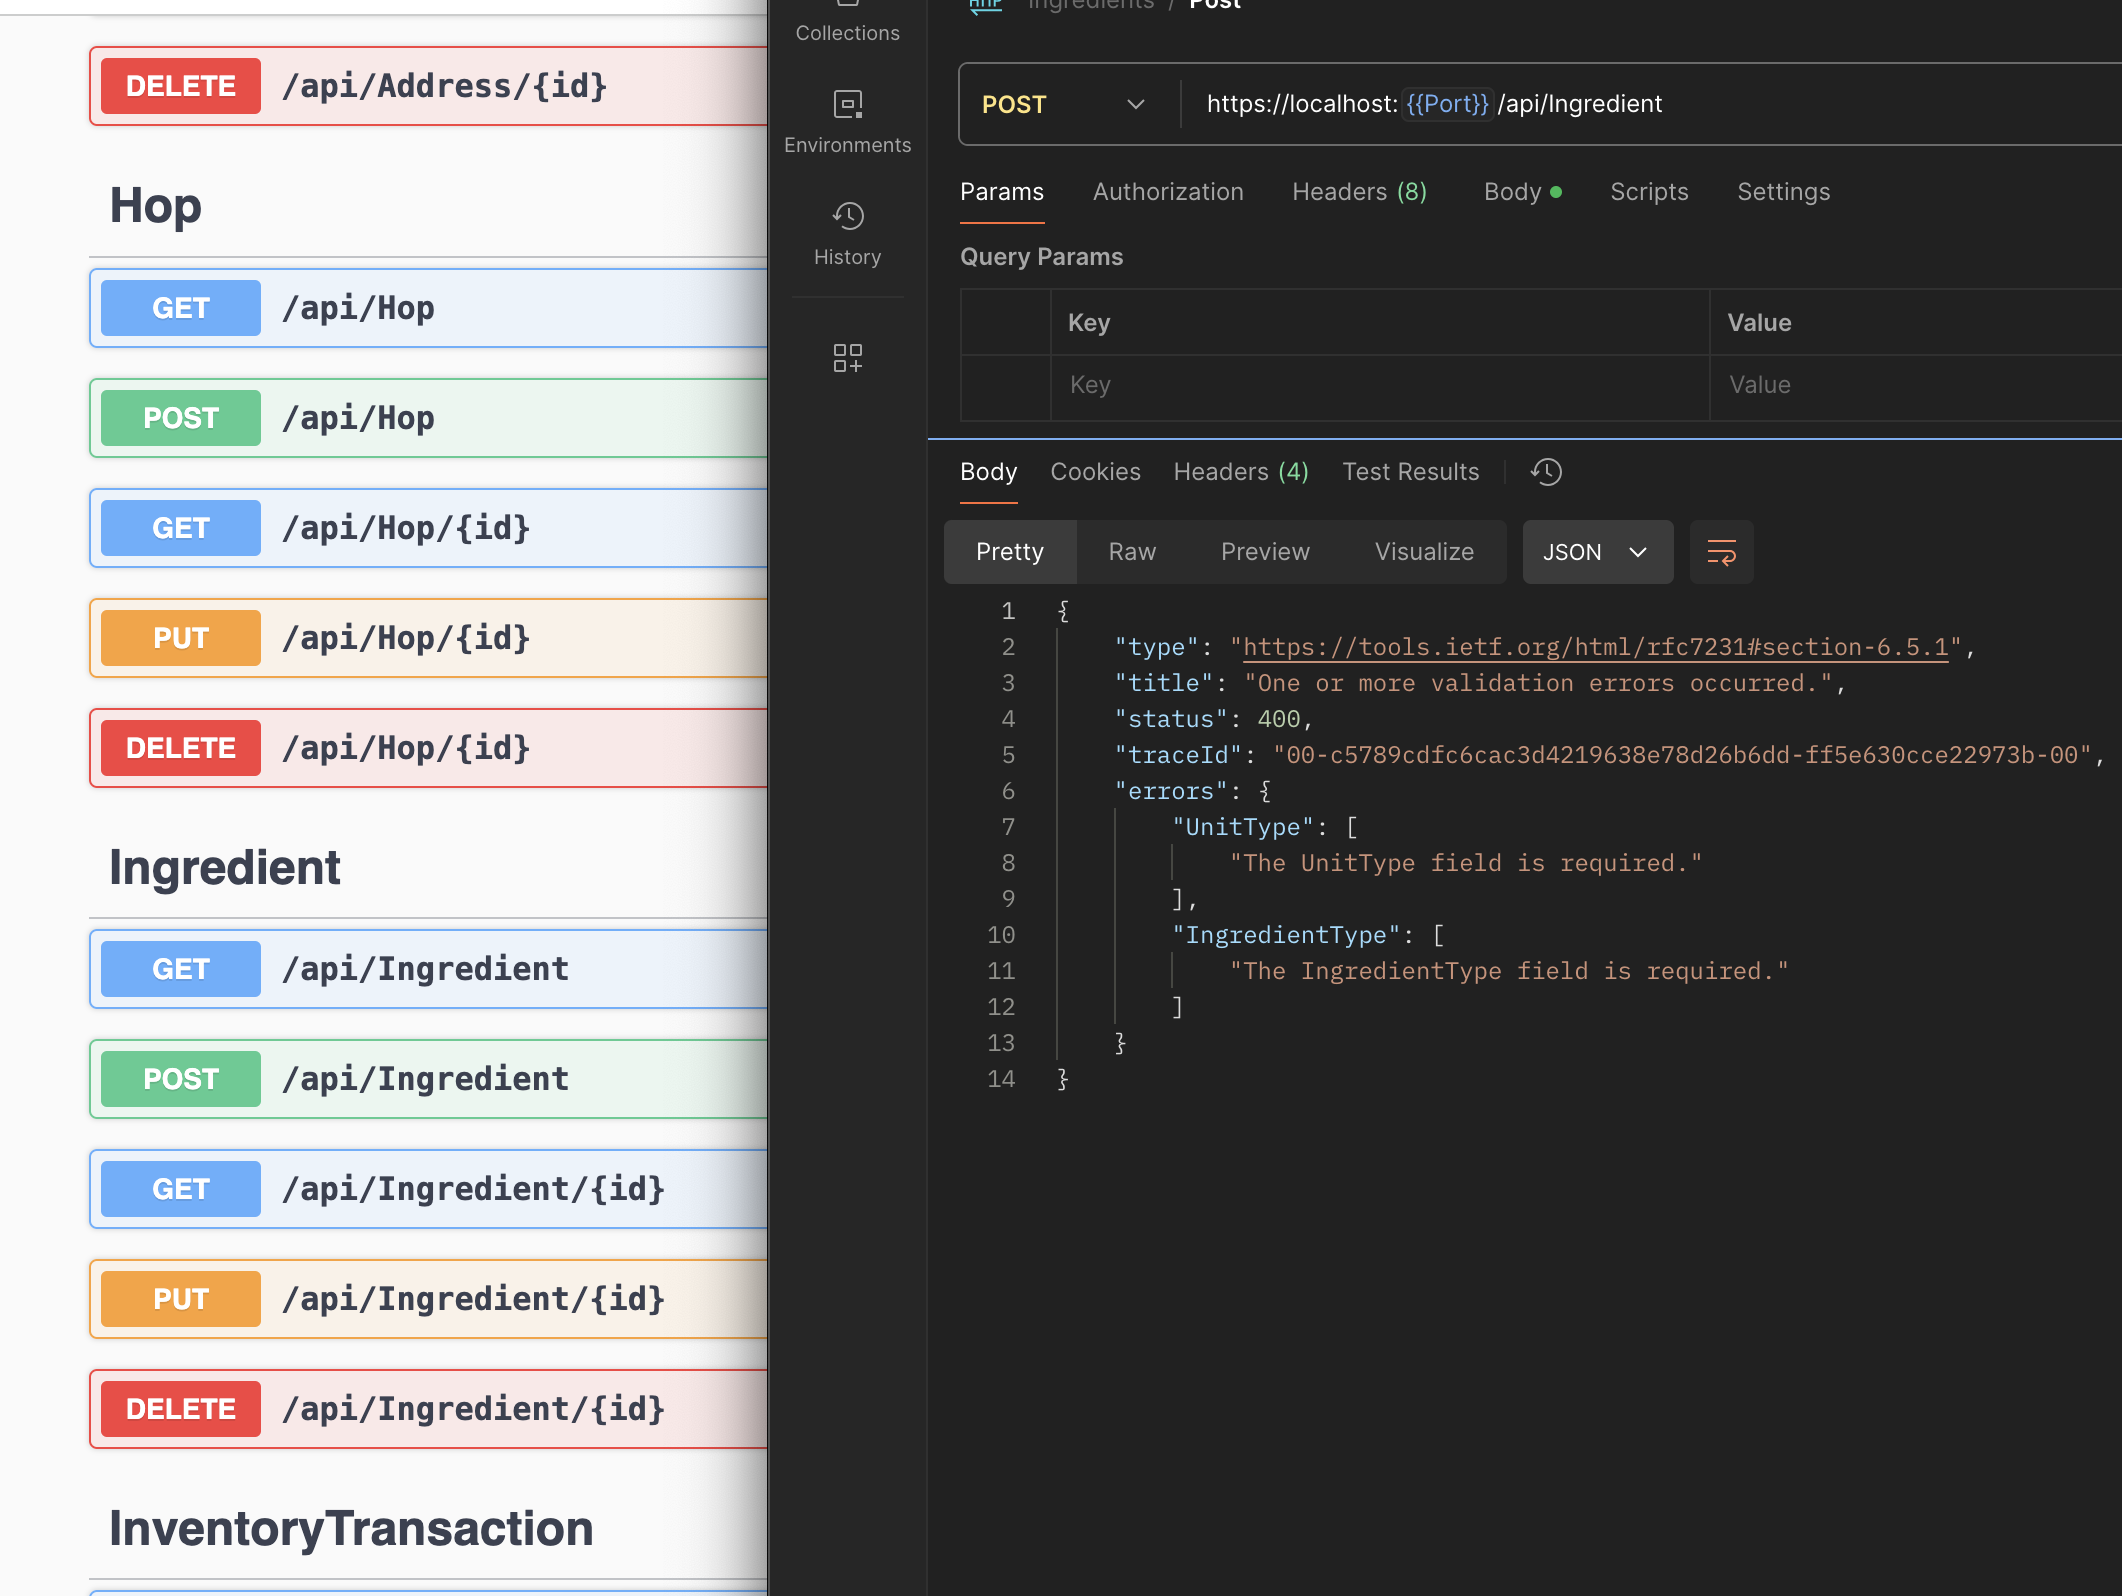 DELETE /api/Address/{id}
Hop
GET /api/Hop
POST /api/Hop
GET /api/Hop/{id}
PUT /api/Hop/{id}
DELETE /api/Hop/{id}
Ingredient
GET /api/Ingredient
POST /api/Ingredient
GET /api/Ingredient/{id}
PUT /api/Ingredient/{id}
DELETE /api/Ingredient/{id}
InventoryTransaction
Collections
Environments
History
HTTP Ingredients / Post
POST https://localhost:{{Port}}/api/Ingredient
Params Authorization Headers (8) Body Scripts Settings
Query Params
Key Value
Key Value
Body Cookies Headers (4) Test Results
Pretty Raw Preview Visualize JSON
1 {
2 "type": "https://tools.ietf.org/html/rfc7231#section-6.5.1",
3 "title": "One or more validation errors occurred.",
4 "status": 400,
5 "traceId": "00-c5789cdfc6cac3d4219638e78d26b6dd-ff5e630cce22973b-00",
6 "errors": {
7 "UnitType": [
8 "The UnitType field is required."
9 ],
10 "IngredientType": [
11 "The IngredientType field is required."
12 ]
13 }
14 }